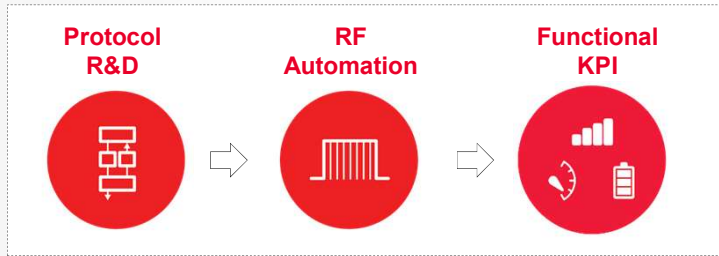 Protocol
R&D
RF
Automation
Functional
KPI